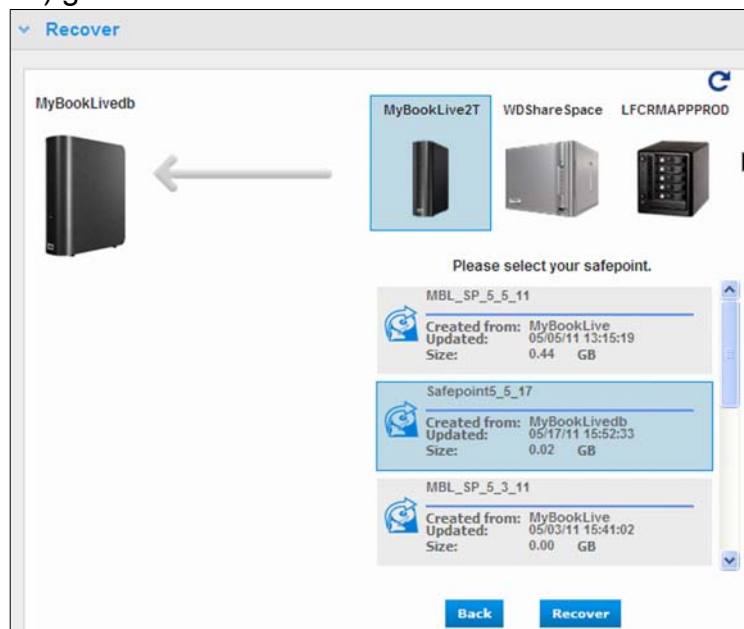 Recover
MyBookLivedb
MyBookLive2T
WDShareSpace
LFCRMAPPPROD
Please select your safepoint.
MBL_SP_5_5_11
Created from: MyBookLive
Updated: 05/05/11 13:15:19
Size: 0.44 GB
Safepoint5_5_17
Created from: MyBookLivedb
Updated: 05/17/11 15:52:33
Size: 0.02 GB
MBL_SP_5_3_11
Created from: MyBookLive
Updated: 05/03/11 15:41:02
Size: 0.00 GB
Back Recover